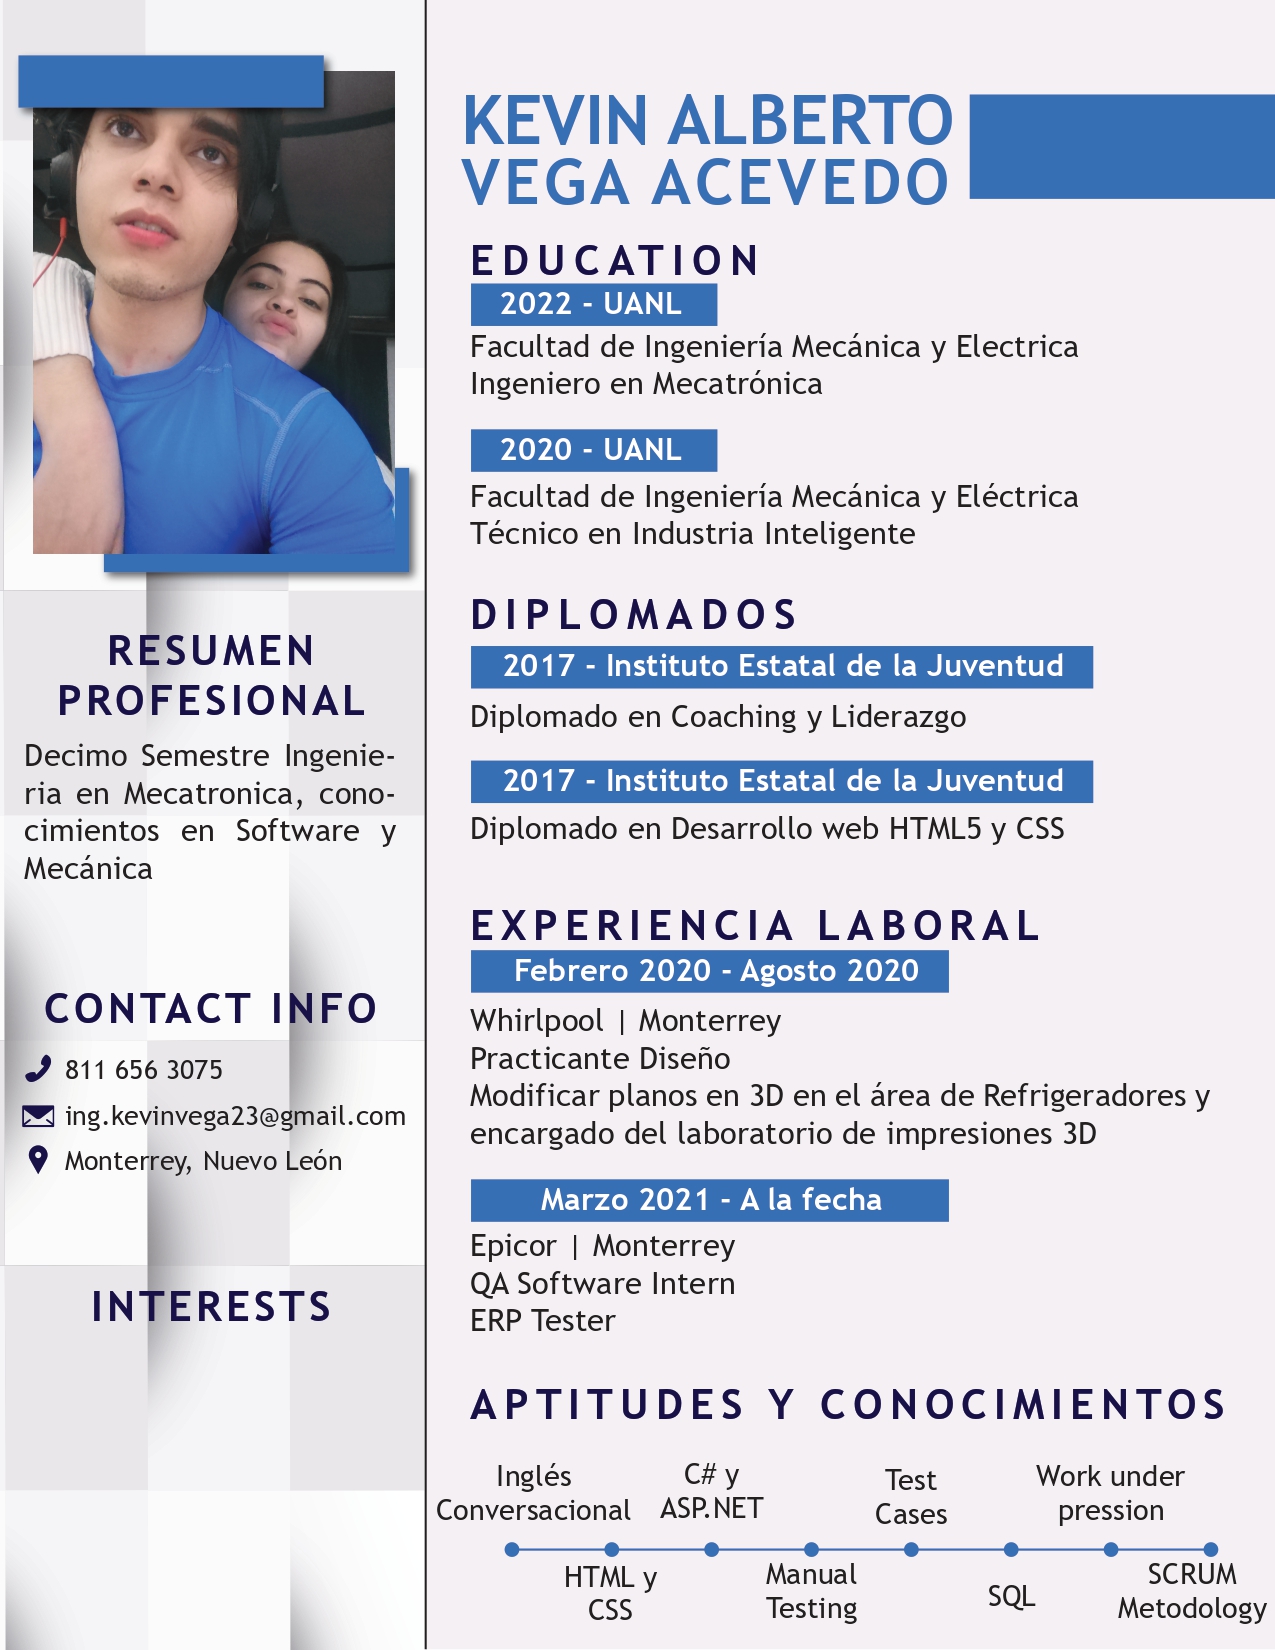 KEVIN ALBERTO
VEGA ACEVEDO
EDUCATION
2022 - UANL
Facultad de Ingeniería Mecánica y Electrica
Ingeniero en Mecatrónica
2020 - UANL
Facultad de Ingeniería Mecánica y Eléctrica
Técnico en Industria Inteligente
DIPLOMADOS
2017 - Instituto Estatal de la Juventud
Diplomado en Coaching y Liderazgo
2017 - Instituto Estatal de la Juventud
Diplomado en Desarrollo web HTML5 y CSS
EXPERIENCIA LABORAL
Febrero 2020 - Agosto 2020
Whirlpool | Monterrey
Practicante Diseño
Modificar planos en 3D en el área de Refrigeradores y
encargado del laboratorio de impresiones 3D
Marzo 2021 - A la fecha
Epicor | Monterrey
QA Software Intern
ERP Tester
APTITUDES Y CONOCIMIENTOS
Inglés
Conversacional
HTML y
CSS
C# y
ASP.NET
Manual
Testing
Test
Cases
SQL
Work under
pression
SCRUM
Metodology
RESUMEN
PROFESIONAL
Decimo Semestre Ingenie-
ria en Mecatronica, cono-
cimientos en Software y
Mecánica
CONTACT INFO
811 656 3075
ing.kevinvega23@gmail.com
Monterrey, Nuevo León
INTERESTS